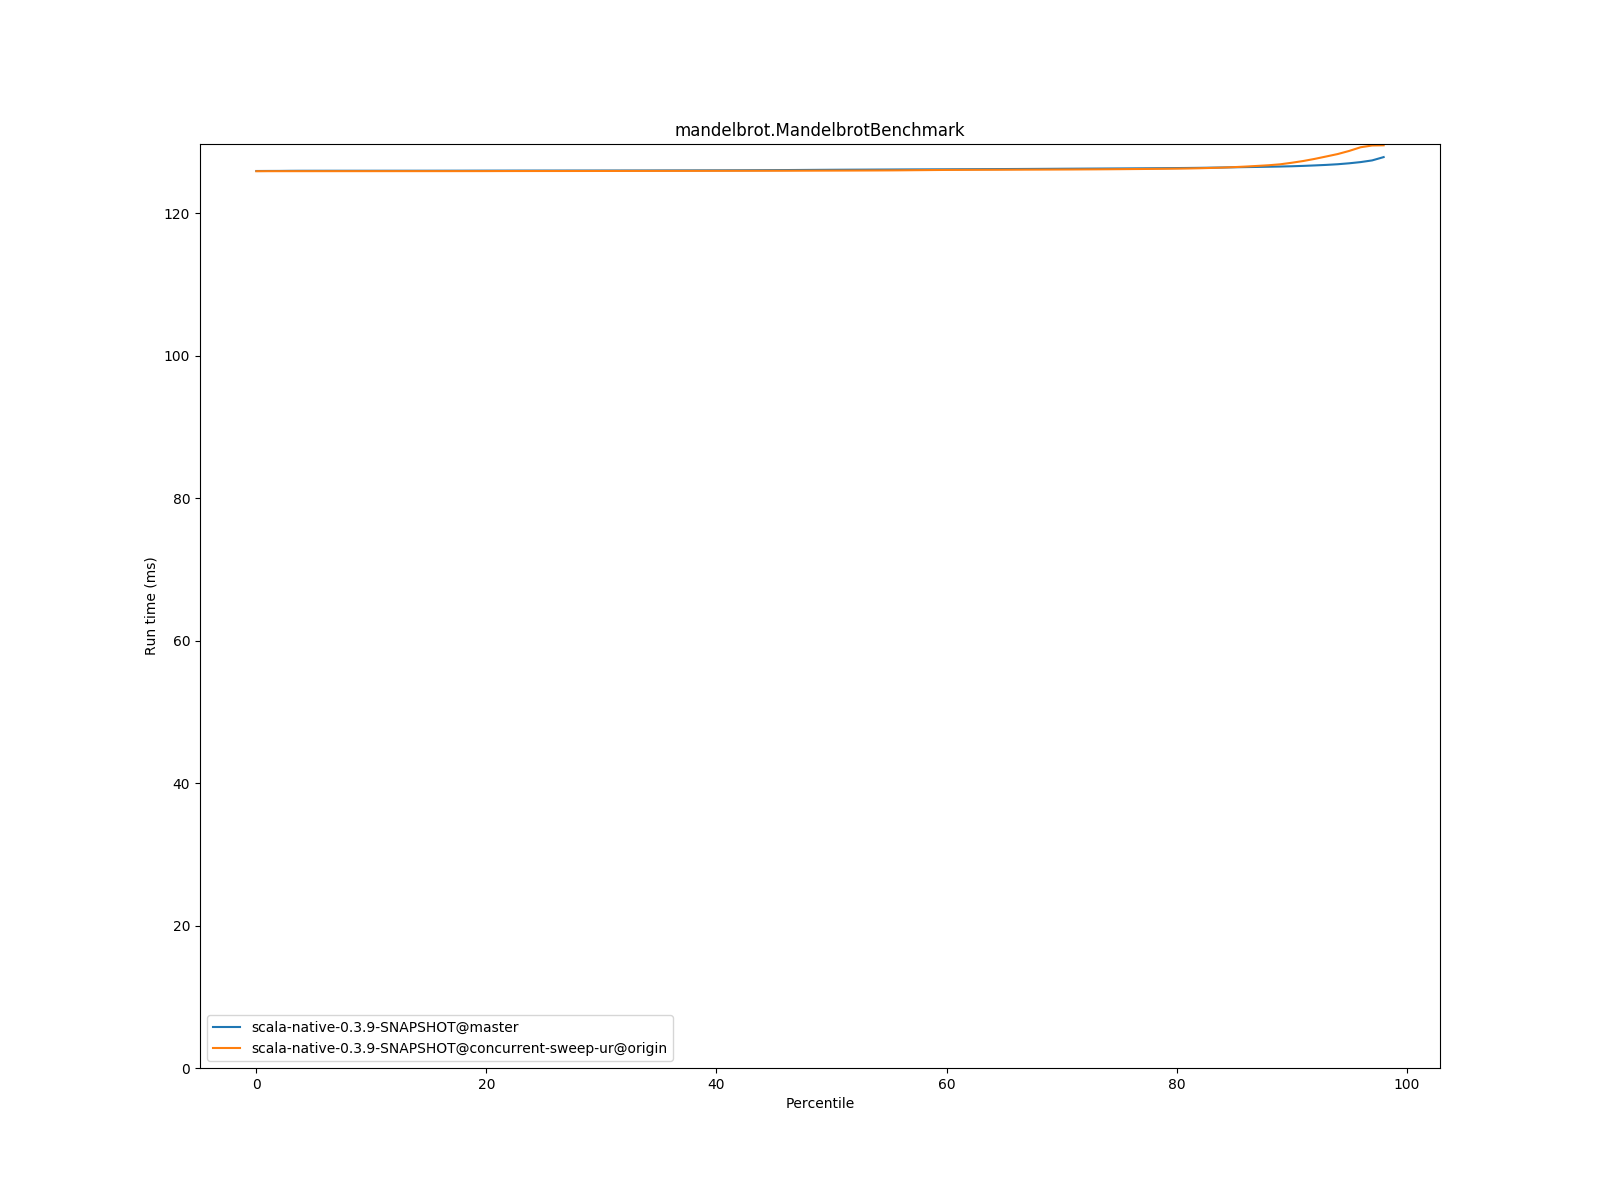 mandelbrot.MandelbrotBenchmark
120
100
80
60
40
20
0
Run time (ms)
0 20 40 60 80 100
Percentile
scala-native-0.3.9-SNAPSHOT@master
scala-native-0.3.9-SNAPSHOT@concurrent-sweep-ur@origin